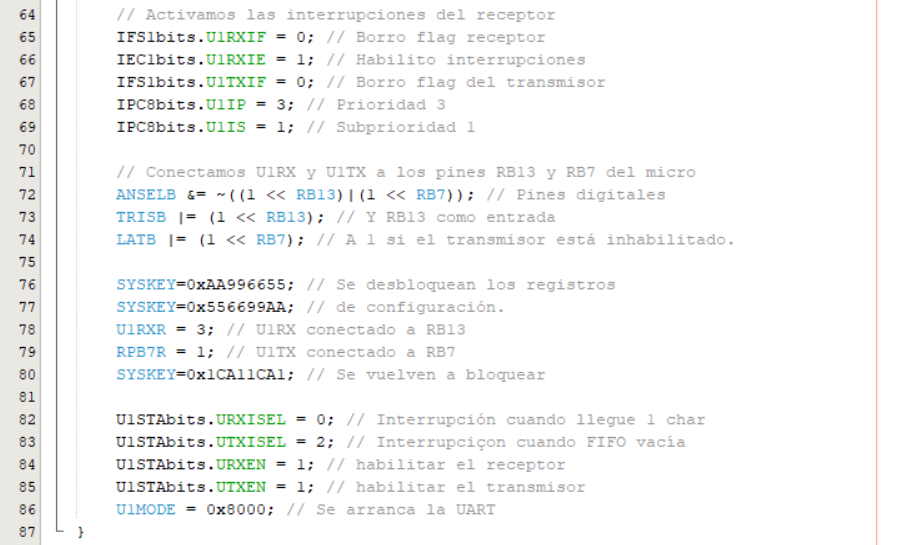 64 // Activamos las interrupciones del receptor
65 IFS1bits.U1RXIF = 0; // Borro flag receptor
66 IEC1bits.U1RXIE = 1; // Habilito interrupciones
67 IFS1bits.U1TXIF = 0; // Borro flag del transmisor
68 IPC8bits.U1IP = 3; // Prioridad 3
69 IPC8bits.U1IS = 1; // Subprioridad 1
70
71 // Conectamos U1RX y U1TX a los pines RB13 y RB7 del micro
72 ANSELB &= ~((1 << RB13)|(1 << RB7)); // Pines digitales
73 TRISB |= (1 << RB13); // Y RB13 como entrada
74 LATB |= (1 << RB7); // A 1 si el transmisor está inhabilitado.
75
76 SYSKEY=0xAA996655; // Se desbloquean los registros
77 SYSKEY=0x556699AA; // de configuración.
78 U1RXR = 3; // U1RX conectado a RB13
79 RPB7R = 1; // U1TX conectado a RB7
80 SYSKEY=0x1CA11CA1; // Se vuelven a bloquear
81
82 U1STAbits.URXISEL = 0; // Interrupción cuando llegue 1 char
83 U1STAbits.UTXISEL = 2; // Interrupciçon cuando FIFO vacía
84 U1STAbits.URXEN = 1; // habilitar el receptor
85 U1STAbits.UTXEN = 1; // habilitar el transmisor
86 U1MODE = 0x8000; // Se arranca la UART
87 }